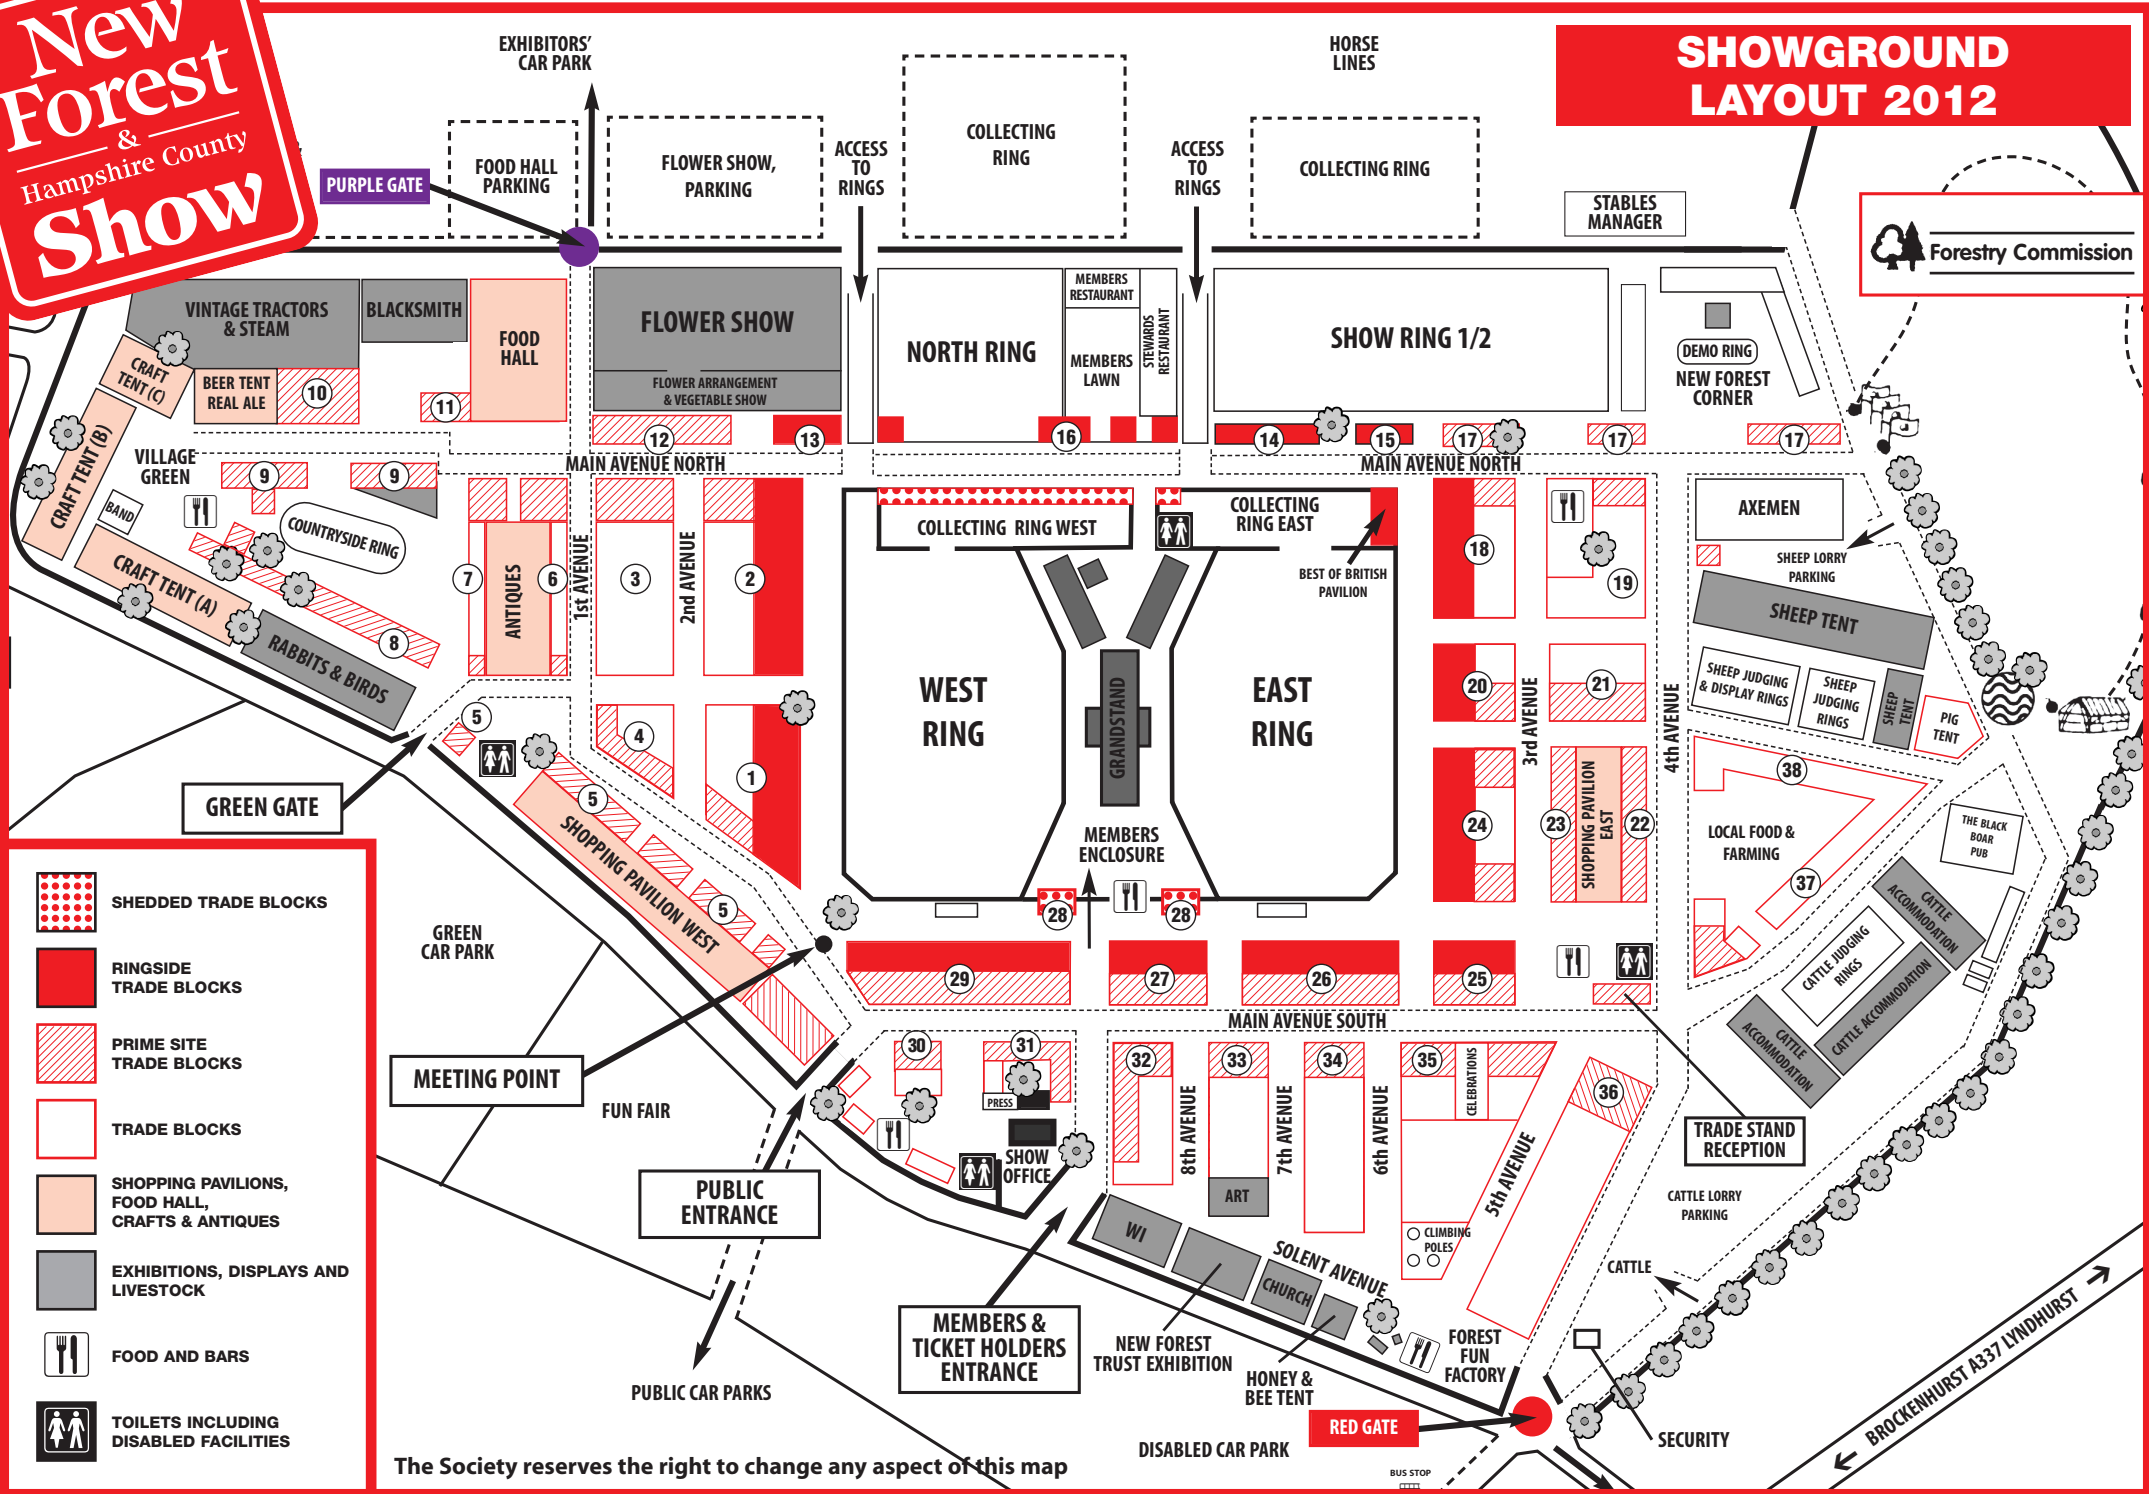 New
Forest
&
Hampshire County
Show
SHOWGROUND
LAYOUT 2012
EXHIBITORS'
CAR PARK
HORSE
LINES
PURPLE GATE
FOOD HALL
PARKING
FLOWER SHOW,
PARKING
ACCESS
TO
RINGS
COLLECTING
RING
ACCESS
TO
RINGS
COLLECTING RING
STABLES
MANAGER
Forestry Commission
VINTAGE TRACTORS
& STEAM
BLACKSMITH
FOOD
HALL
FLOWER SHOW
FLOWER ARRANGEMENT
& VEGETABLE SHOW
NORTH RING
MEMBERS
RESTAURANT
MEMBERS
LAWN
STEWARDS
RESTAURANT
SHOW RING 1/2
DEMO RING
NEW FOREST
CORNER
CRAFT
TENT (C)
BEER TENT
REAL ALE
10
11
12
13
16
14
15
17
17
17
CRAFT TENT (B)
VILLAGE
GREEN
9
9
MAIN AVENUE NORTH
MAIN AVENUE NORTH
BAND
COUNTRYSIDE RING
CRAFT TENT (A)
8
RABBITS & BIRDS
7
ANTIQUES
6
1st AVENUE
3
2nd AVENUE
2
COLLECTING RING WEST
COLLECTING
RING EAST
BEST OF BRITISH
PAVILION
18
19
AXEMEN
SHEEP LORRY
PARKING
SHEEP TENT
SHEEP JUDGING
& DISPLAY RINGS
SHEEP
JUDGING
RINGS
SHEEP
TENT
PIG
TENT
WEST
RING
GRANDSTAND
EAST
RING
20
21
3rd AVENUE
4th AVENUE
5
4
1
GREEN GATE
5
SHOPPING PAVILION WEST
5
24
23
SHOPPING PAVILION
EAST
22
38
LOCAL FOOD &
FARMING
37
THE BLACK
BOAR
PUB
CATTLE
ACCOMMODATION
CATTLE JUDGING
RINGS
CATTLE ACCOMMODATION
CATTLE
ACCOMMODATION
MEMBERS
ENCLOSURE
28
28
GREEN
CAR PARK
29
27
26
25
MAIN AVENUE SOUTH
MEETING POINT
FUN FAIR
30
31
PRESS
SHOW
OFFICE
32
8th AVENUE
33
ART
7th AVENUE
34
6th AVENUE
35
CELEBRATIONS
36
5th AVENUE
CLIMBING
POLES
TRADE STAND
RECEPTION
CATTLE LORRY
PARKING
CATTLE
PUBLIC
ENTRANCE
WI
SOLENT AVENUE
CHURCH
MEMBERS &
TICKET HOLDERS
ENTRANCE
NEW FOREST
TRUST EXHIBITION
HONEY &
BEE TENT
FOREST
FUN
FACTORY
PUBLIC CAR PARKS
RED GATE
DISABLED CAR PARK
BUS STOP
SECURITY
BROCKENHURST A337 LYNDHURST
SHEDDED TRADE BLOCKS
RINGSIDE
TRADE BLOCKS
PRIME SITE
TRADE BLOCKS
TRADE BLOCKS
SHOPPING PAVILIONS,
FOOD HALL,
CRAFTS & ANTIQUES
EXHIBITIONS, DISPLAYS AND
LIVESTOCK
FOOD AND BARS
TOILETS INCLUDING
DISABLED FACILITIES
The Society reserves the right to change any aspect of this map